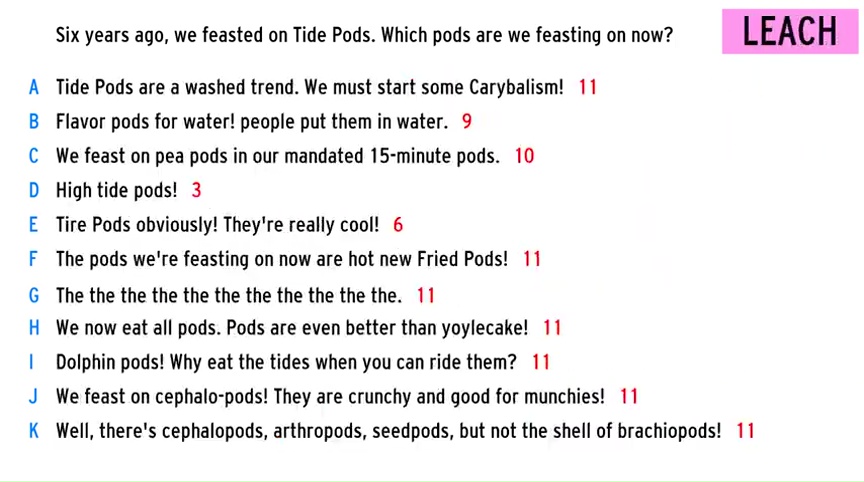 Six years ago, we feasted on Tide Pods. Which pods are we feasting on now?
LEACH
A Tide Pods are a washed trend. We must start some Carybalism! 11
B Flavor pods for water! people put them in water. 9
C We feast on pea pods in our mandated 15-minute pods. 10
D High tide pods! 3
E Tire Pods obviously! They're really cool! 6
F The pods we're feasting on now are hot new Fried Pods! 11
G The the the the the the the the the the the. 11
H We now eat all pods. Pods are even better than yoylecake! 11
I Dolphin pods! Why eat the tides when you can ride them? 11
J We feast on cephalo-pods! They are crunchy and good for munchies! 11
K Well, there's cephalopods, arthropods, seedpods, but not the shell of brachiopods! 11